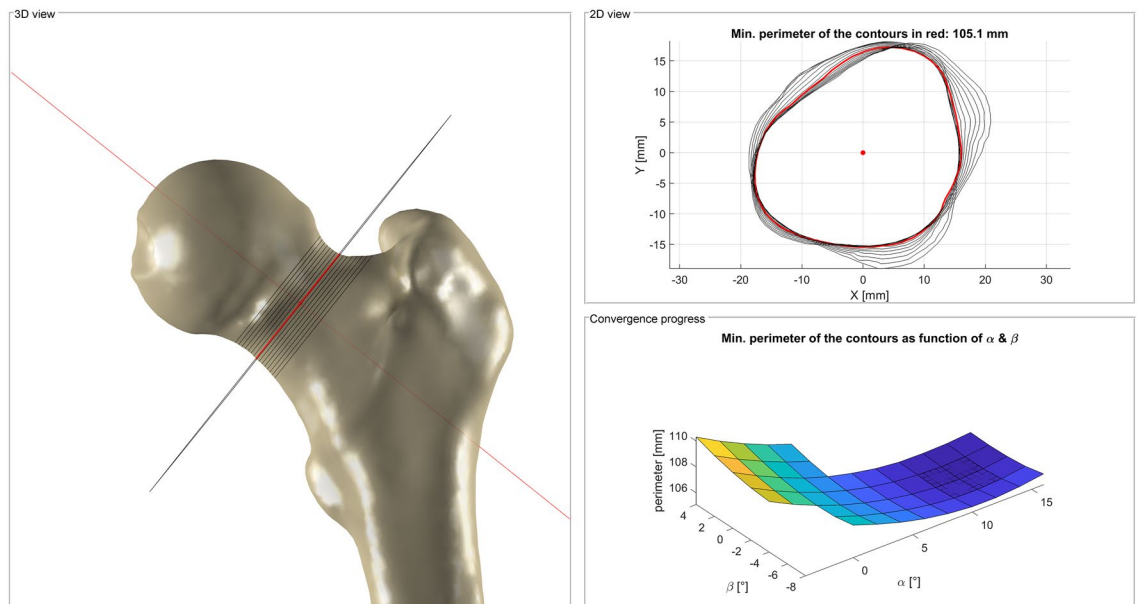 3D view
2D view
Min. perimeter of the contours in red: 105.1 mm
15
10
5
0
-5
-10
-15
Y [mm]
-30
-20
-10
0
10
20
30
X [mm]
Convergence progress
Min. perimeter of the contours as function of α & β
110
108
106
perimeter [mm]
4
2
0
-2
-4
-6
-8
β [°]
0
5
10
15
α [°]